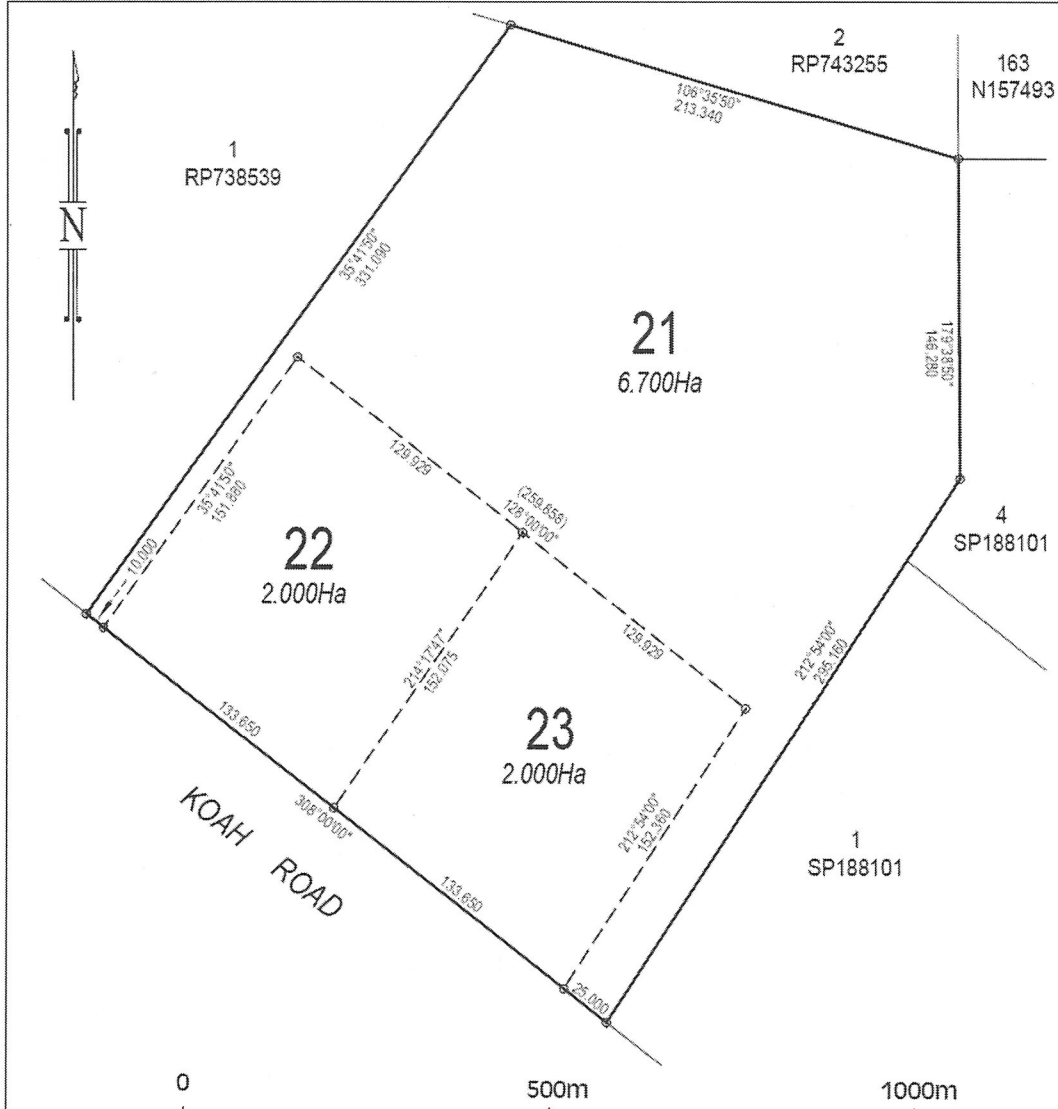 2
RP743255
163
N157493
106°35'50"
213.340
1
RP738539
N
35°41'50"
331.090
21
6.700Ha
179°38'50"
146.280
129.929
35°41'50"
151.880
(259.858)
128°00'00"
4
SP188101
10.000
22
2.000Ha
214°17'47"
152.075
129.929
212°54'00"
295.160
133.650
23
2.000Ha
308°00'00"
212°54'00"
152.360
KOAH ROAD
1
SP188101
133.650
25.000
0
500m
1000m